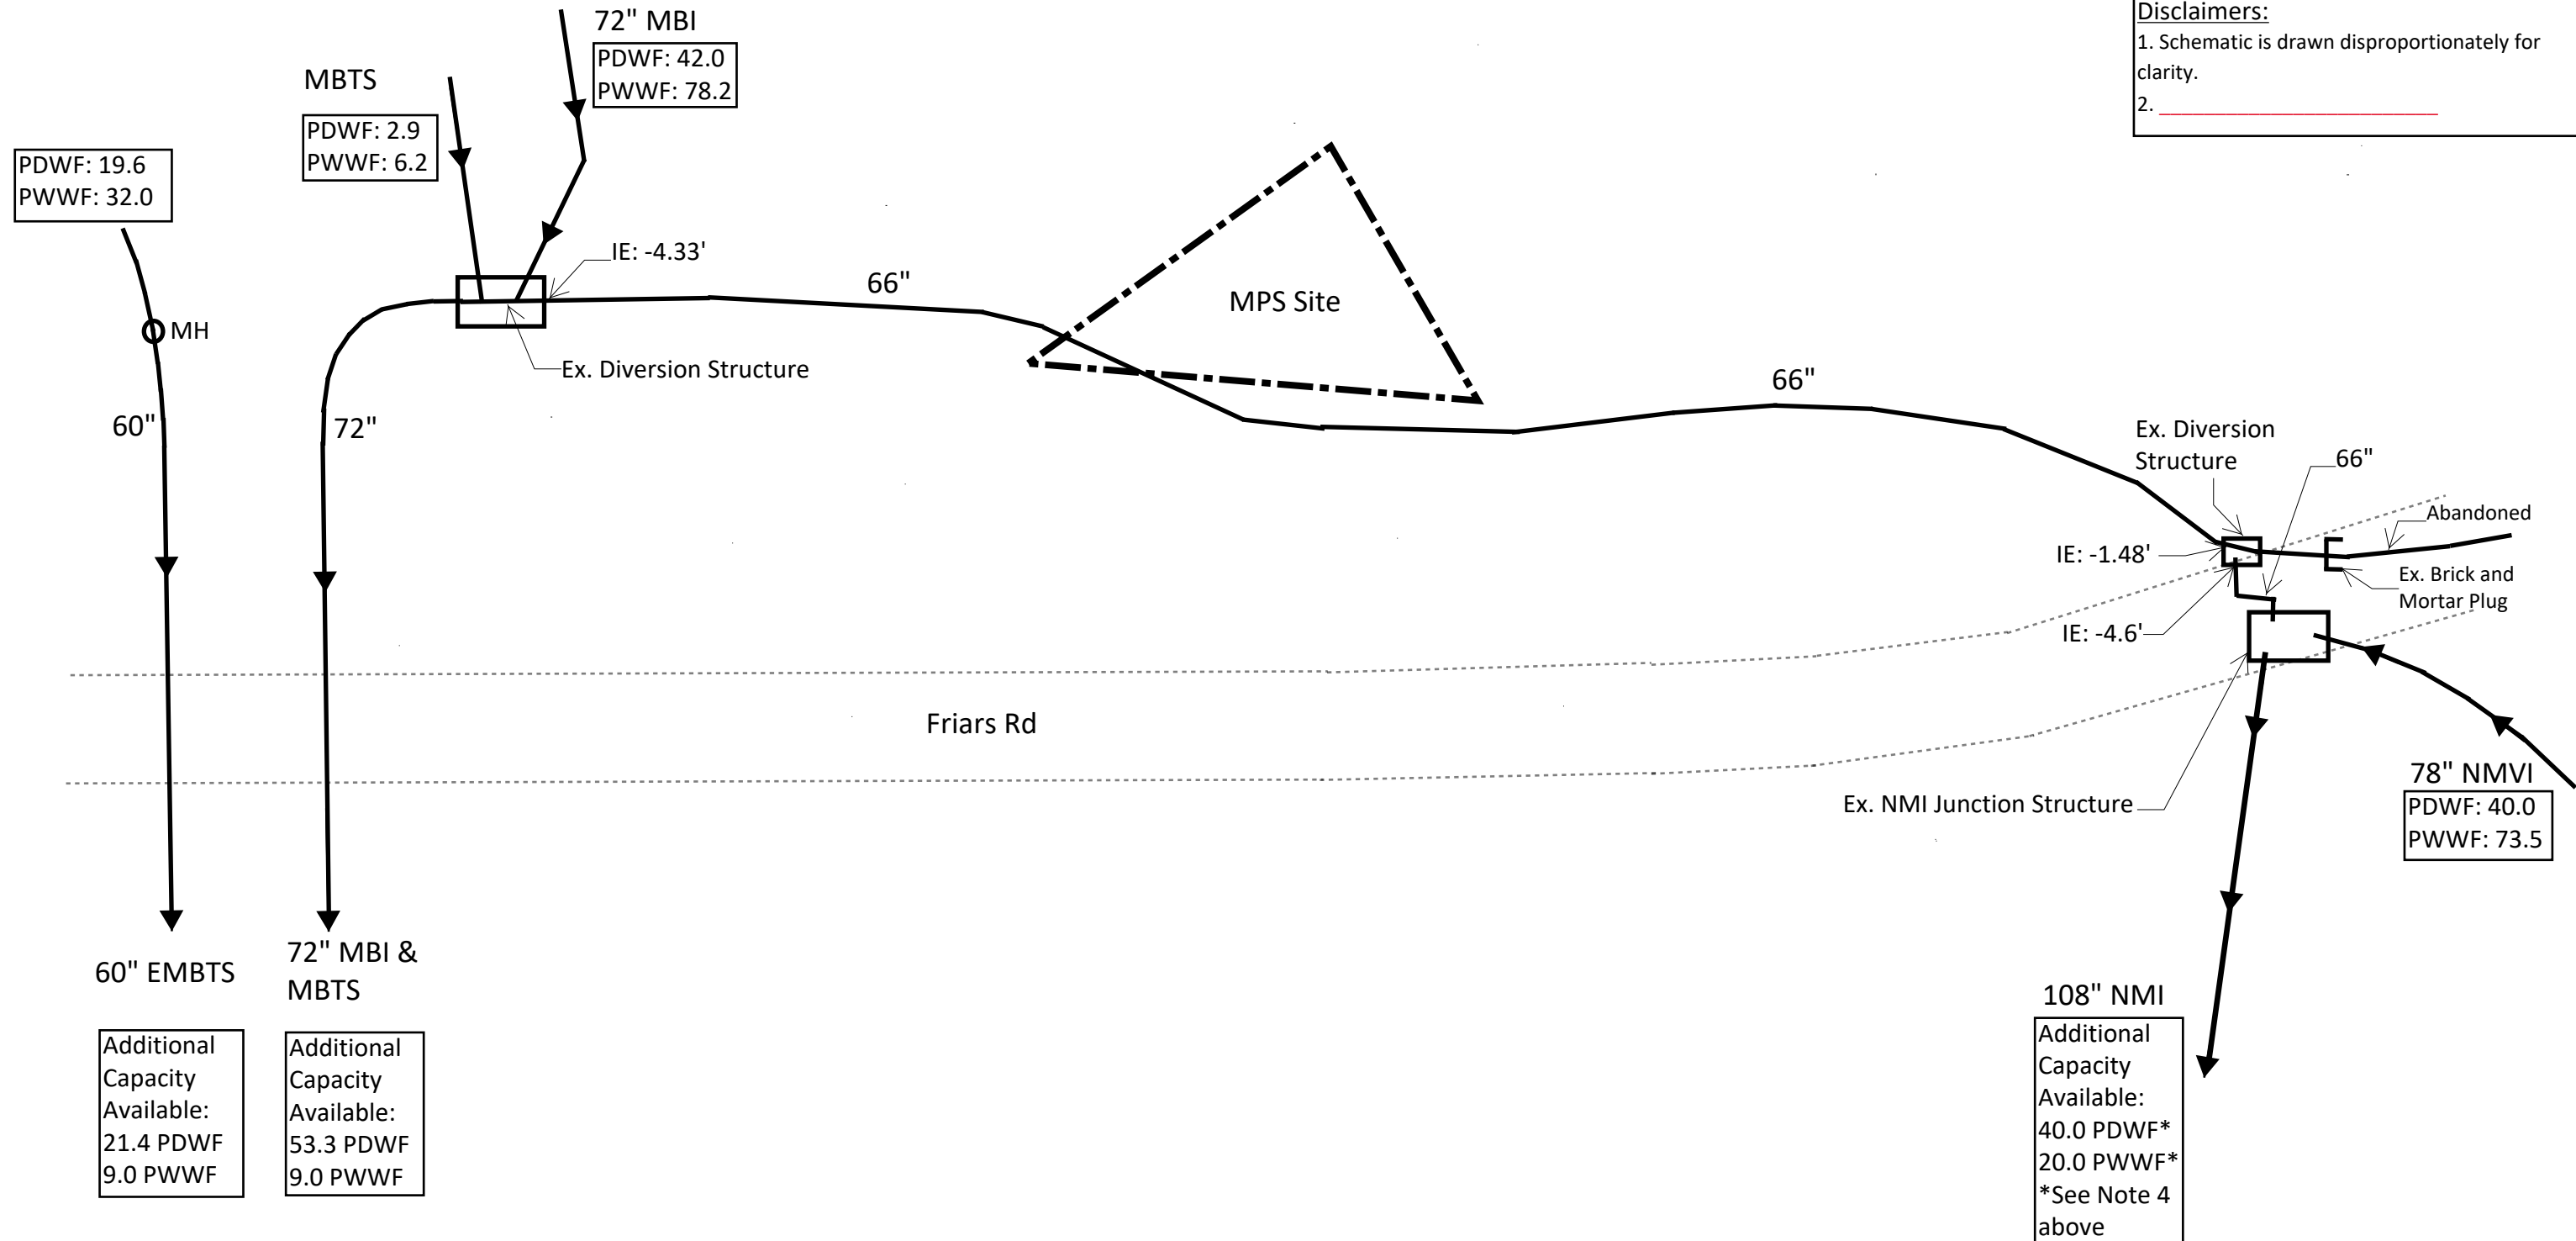 Disclaimers:
1. Schematic is drawn disproportionately for
clarity.
2. ________________________
72" MBI
PDWF: 42.0
PWWF: 78.2
MBTS
PDWF: 2.9
PWWF: 6.2
PDWF: 19.6
PWWF: 32.0
IE: -4.33'
66"
MPS Site
MH
Ex. Diversion Structure
60"
72"
66"
Ex. Diversion
Structure
66"
Abandoned
IE: -1.48'
Ex. Brick and
Mortar Plug
IE: -4.6'
Friars Rd
Ex. NMI Junction Structure
78" NMVI
PDWF: 40.0
PWWF: 73.5
60" EMBTS
72" MBI &
MBTS
108" NMI
Additional
Capacity
Available:
21.4 PDWF
9.0 PWWF
Additional
Capacity
Available:
53.3 PDWF
9.0 PWWF
Additional
Capacity
Available:
40.0 PDWF*
20.0 PWWF*
*See Note 4
above